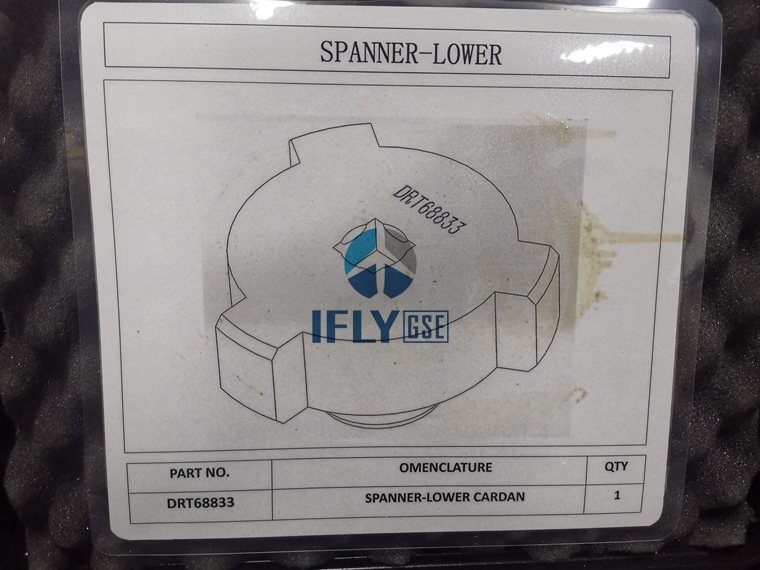 SPANNER-LOWER
DRT68833
IFLY GSE
PART NO.
OMENCLATURE
QTY
DRT68833
SPANNER-LOWER CARDAN
1